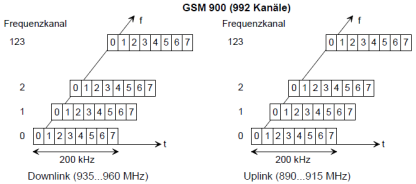 GSM 900 (992 Kanäle)
Frequenzkanal f
123 0 1 2 3 4 5 6 7
2 0 1 2 3 4 5 6 7
1 0 1 2 3 4 5 6 7
0 0 1 2 3 4 5 6 7 t
200 kHz
Downlink (935...960 MHz)
Frequenzkanal f
123 0 1 2 3 4 5 6 7
2 0 1 2 3 4 5 6 7
1 0 1 2 3 4 5 6 7
0 0 1 2 3 4 5 6 7 t
200 kHz
Uplink (890...915 MHz)